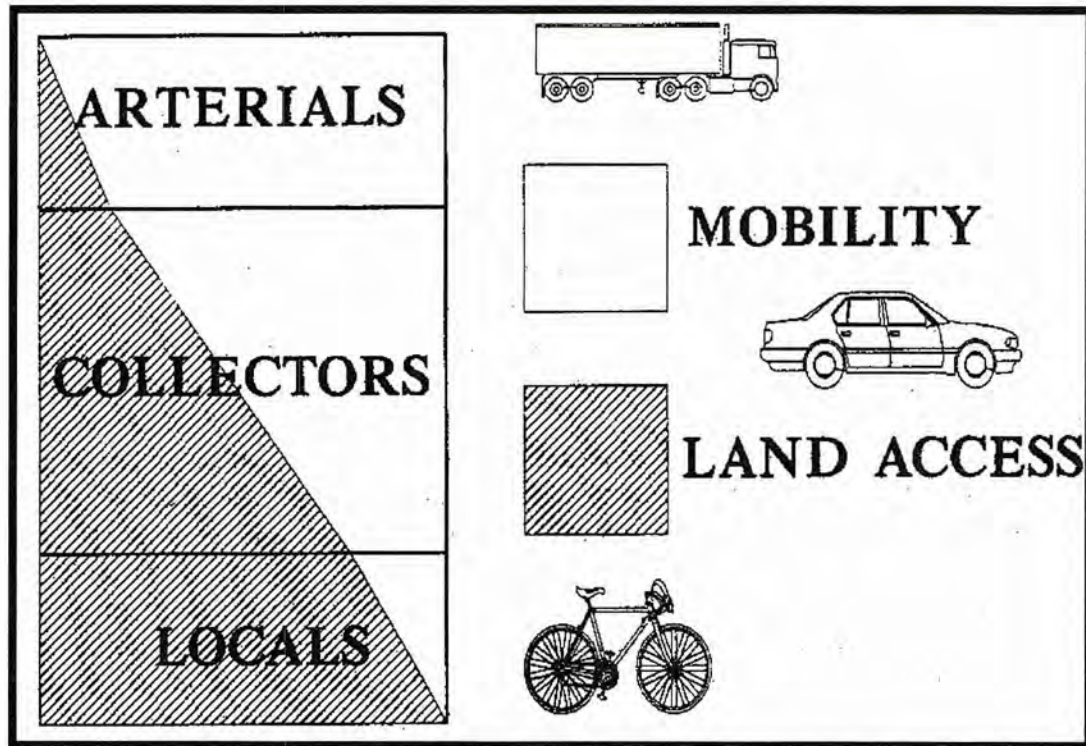 ARTERIALS
MOBILITY
COLLECTORS
LAND ACCESS
LOCALS